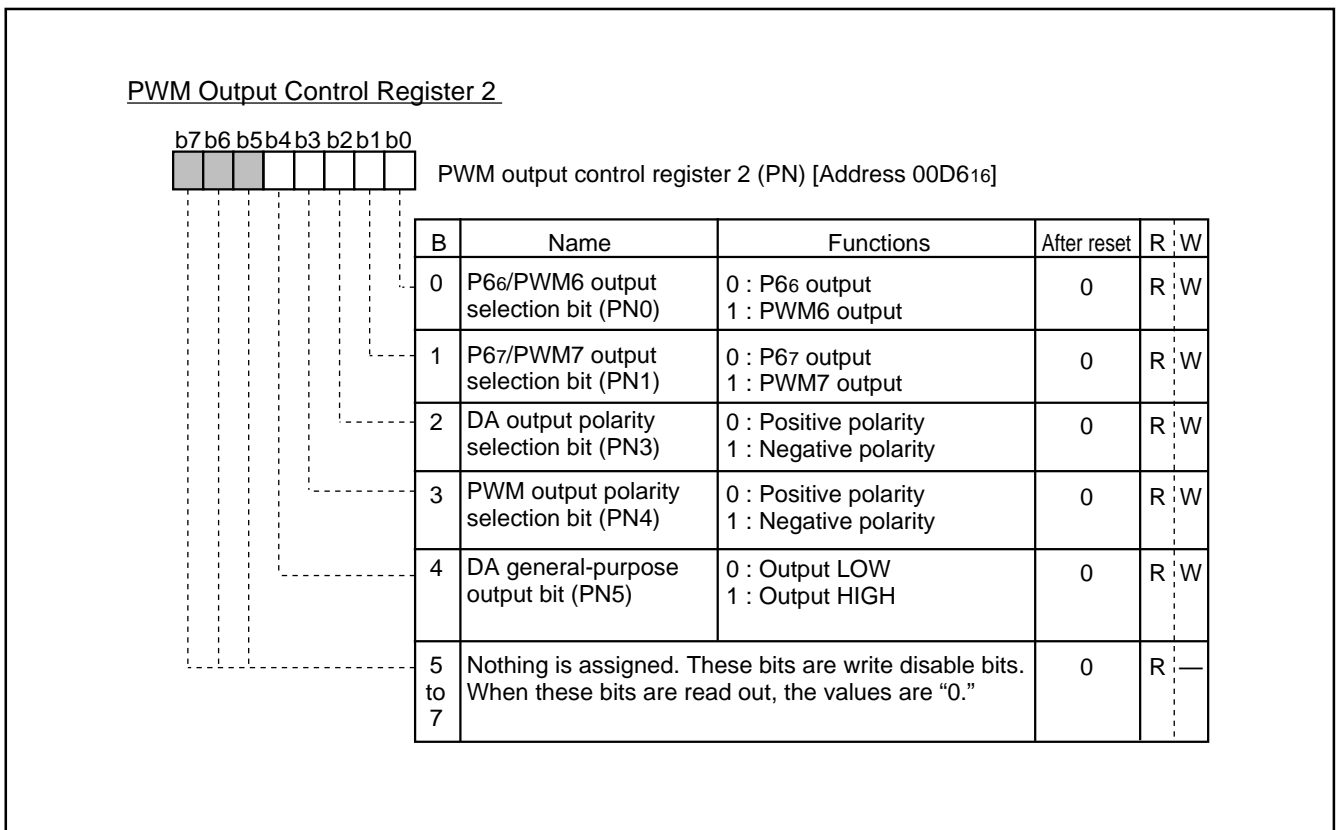 PWM Output Control Register 2
b7 b6 b5 b4 b3 b2 b1 b0
PWM output control register 2 (PN) [Address 00D616]
B Name Functions After reset R W
0 P66/PWM6 output selection bit (PN0) 0 : P66 output 1 : PWM6 output 0 R W
1 P67/PWM7 output selection bit (PN1) 0 : P67 output 1 : PWM7 output 0 R W
2 DA output polarity selection bit (PN3) 0 : Positive polarity 1 : Negative polarity 0 R W
3 PWM output polarity selection bit (PN4) 0 : Positive polarity 1 : Negative polarity 0 R W
4 DA general-purpose output bit (PN5) 0 : Output LOW 1 : Output HIGH 0 R W
5 to 7 Nothing is assigned. These bits are write disable bits. When these bits are read out, the values are “0.” 0 R —